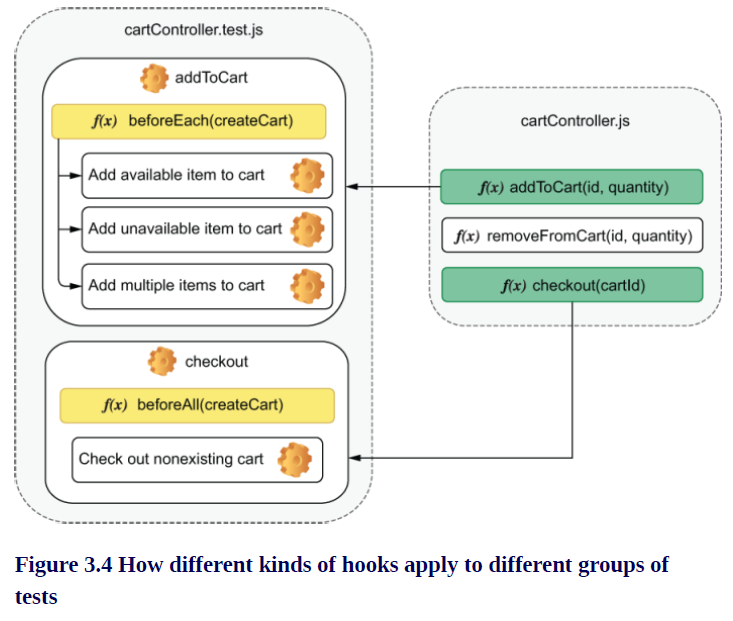 cartController.test.js
addToCart
f(x) beforeEach(createCart)
Add available item to cart
Add unavailable item to cart
Add multiple items to cart
checkout
f(x) beforeAll(createCart)
Check out nonexisting cart
cartController.js
f(x) addToCart(id, quantity)
f(x) removeFromCart(id, quantity)
f(x) checkout(cartId)
Figure 3.4 How different kinds of hooks apply to different groups of
tests